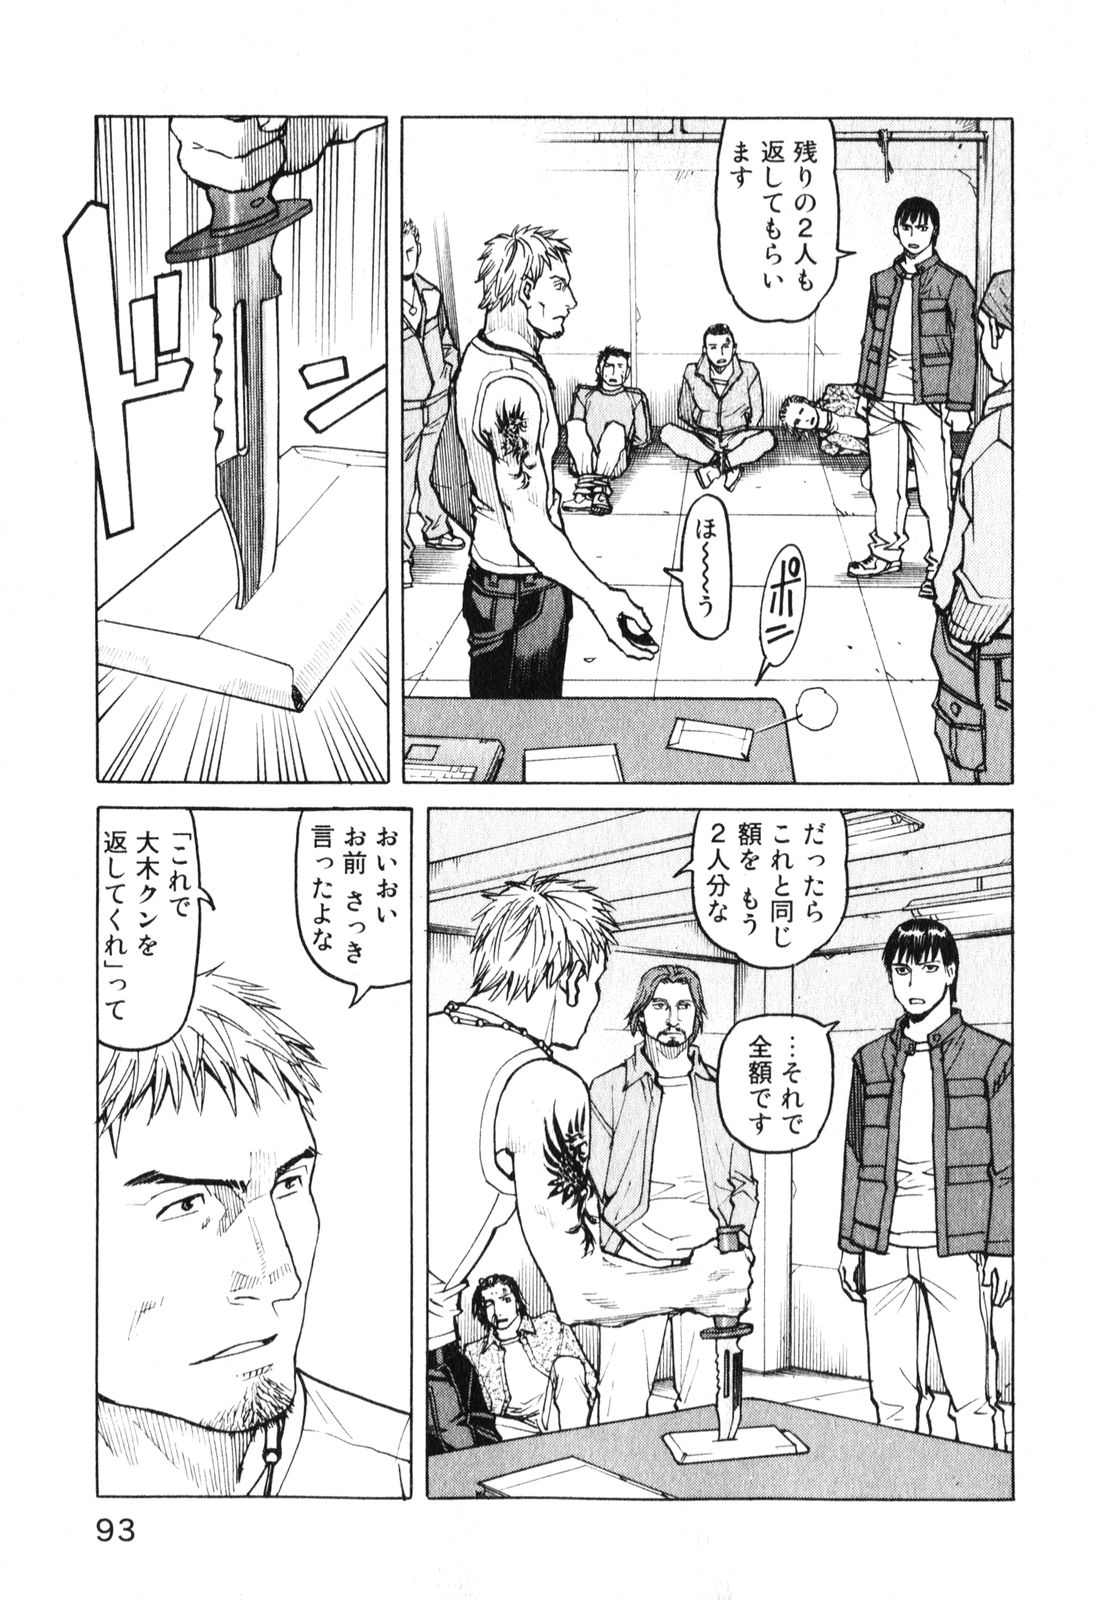 残りの2人も
返してもらい
ます
ほ〜〜〜う
ポン
ドン
だったら
これと同じ
額を もう
2人分な
…それで
全額です
おいおい
お前 さっき
言ったよな
「これで
大木クンを
返してくれ」って
93